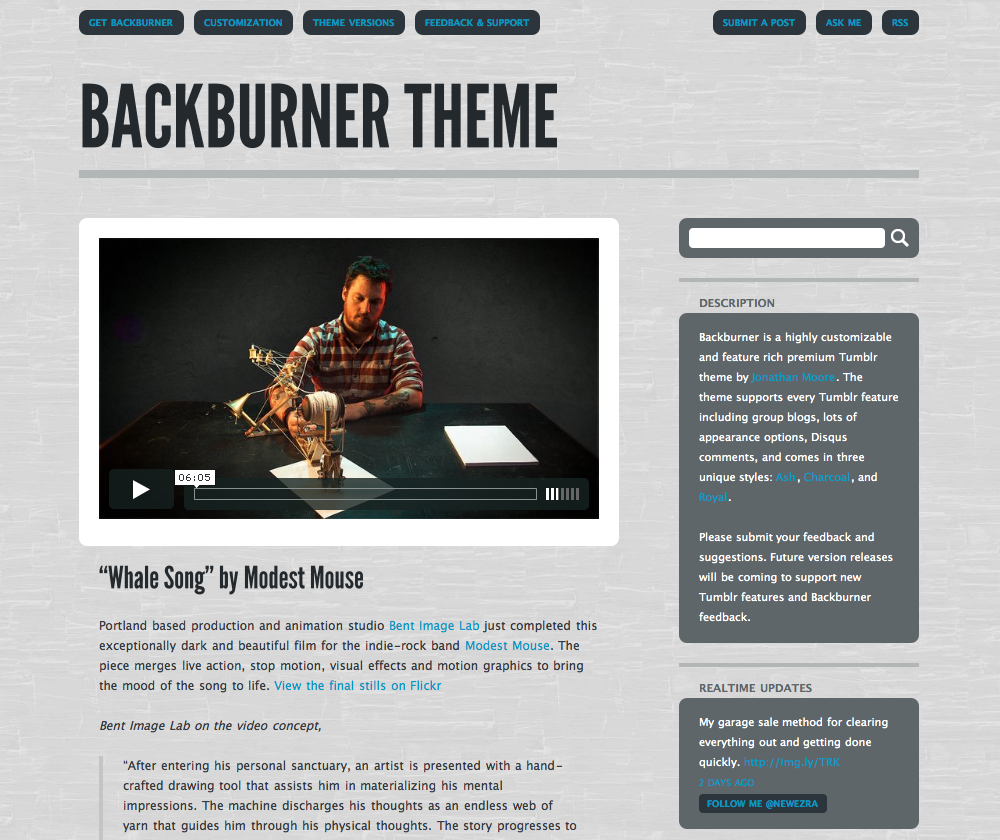 GET BACKBURNER
CUSTOMIZATION
THEME VERSIONS
FEEDBACK & SUPPORT
SUBMIT A POST
ASK ME
RSS
BACKBURNER THEME
06:05
“Whale Song” by Modest Mouse
Portland based production and animation studio Bent Image Lab just completed this
exceptionally dark and beautiful film for the indie-rock band Modest Mouse. The
piece merges live action, stop motion, visual effects and motion graphics to bring
the mood of the song to life. View the final stills on Flickr
Bent Image Lab on the video concept,
"After entering his personal sanctuary, an artist is presented with a hand-
crafted drawing tool that assists him in materializing his mental
impressions. The machine discharges his thoughts as an endless web of
yarn that guides him through his physical thoughts. The story progresses to
DESCRIPTION
Backburner is a highly customizable
and feature rich premium Tumblr
theme by Jonathan Moore. The
theme supports every Tumblr feature
including group blogs, lots of
appearance options, Disqus
comments, and comes in three
unique styles: Ash, Charcoal, and
Royal.
Please submit your feedback and
suggestions. Future version releases
will be coming to support new
Tumblr features and Backburner
feedback.
REALTIME UPDATES
My garage sale method for clearing
everything out and getting done
quickly. http://img.ly/TRK
2 DAYS AGO
FOLLOW ME @NEWEZRA